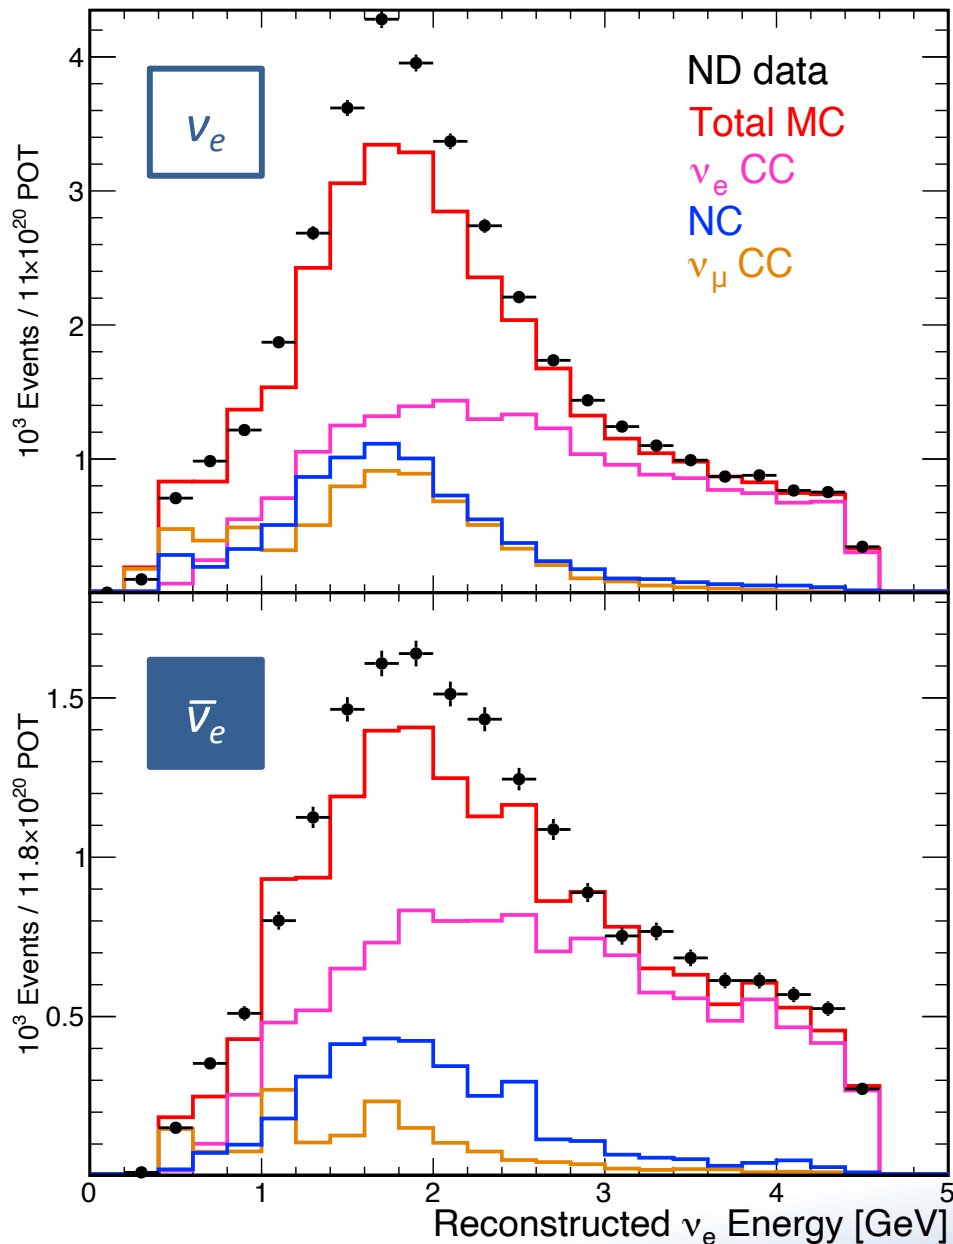 4
3
2
1
10³ Events / 11×10²⁰ POT
νₑ
ND data
Total MC
νₑ CC
NC
ν_μ CC
1.5
1
0.5
10³ Events / 11.8×10²⁰ POT
ν̅ₑ
0 1 2 3 4 5
Reconstructed νₑ Energy [GeV]